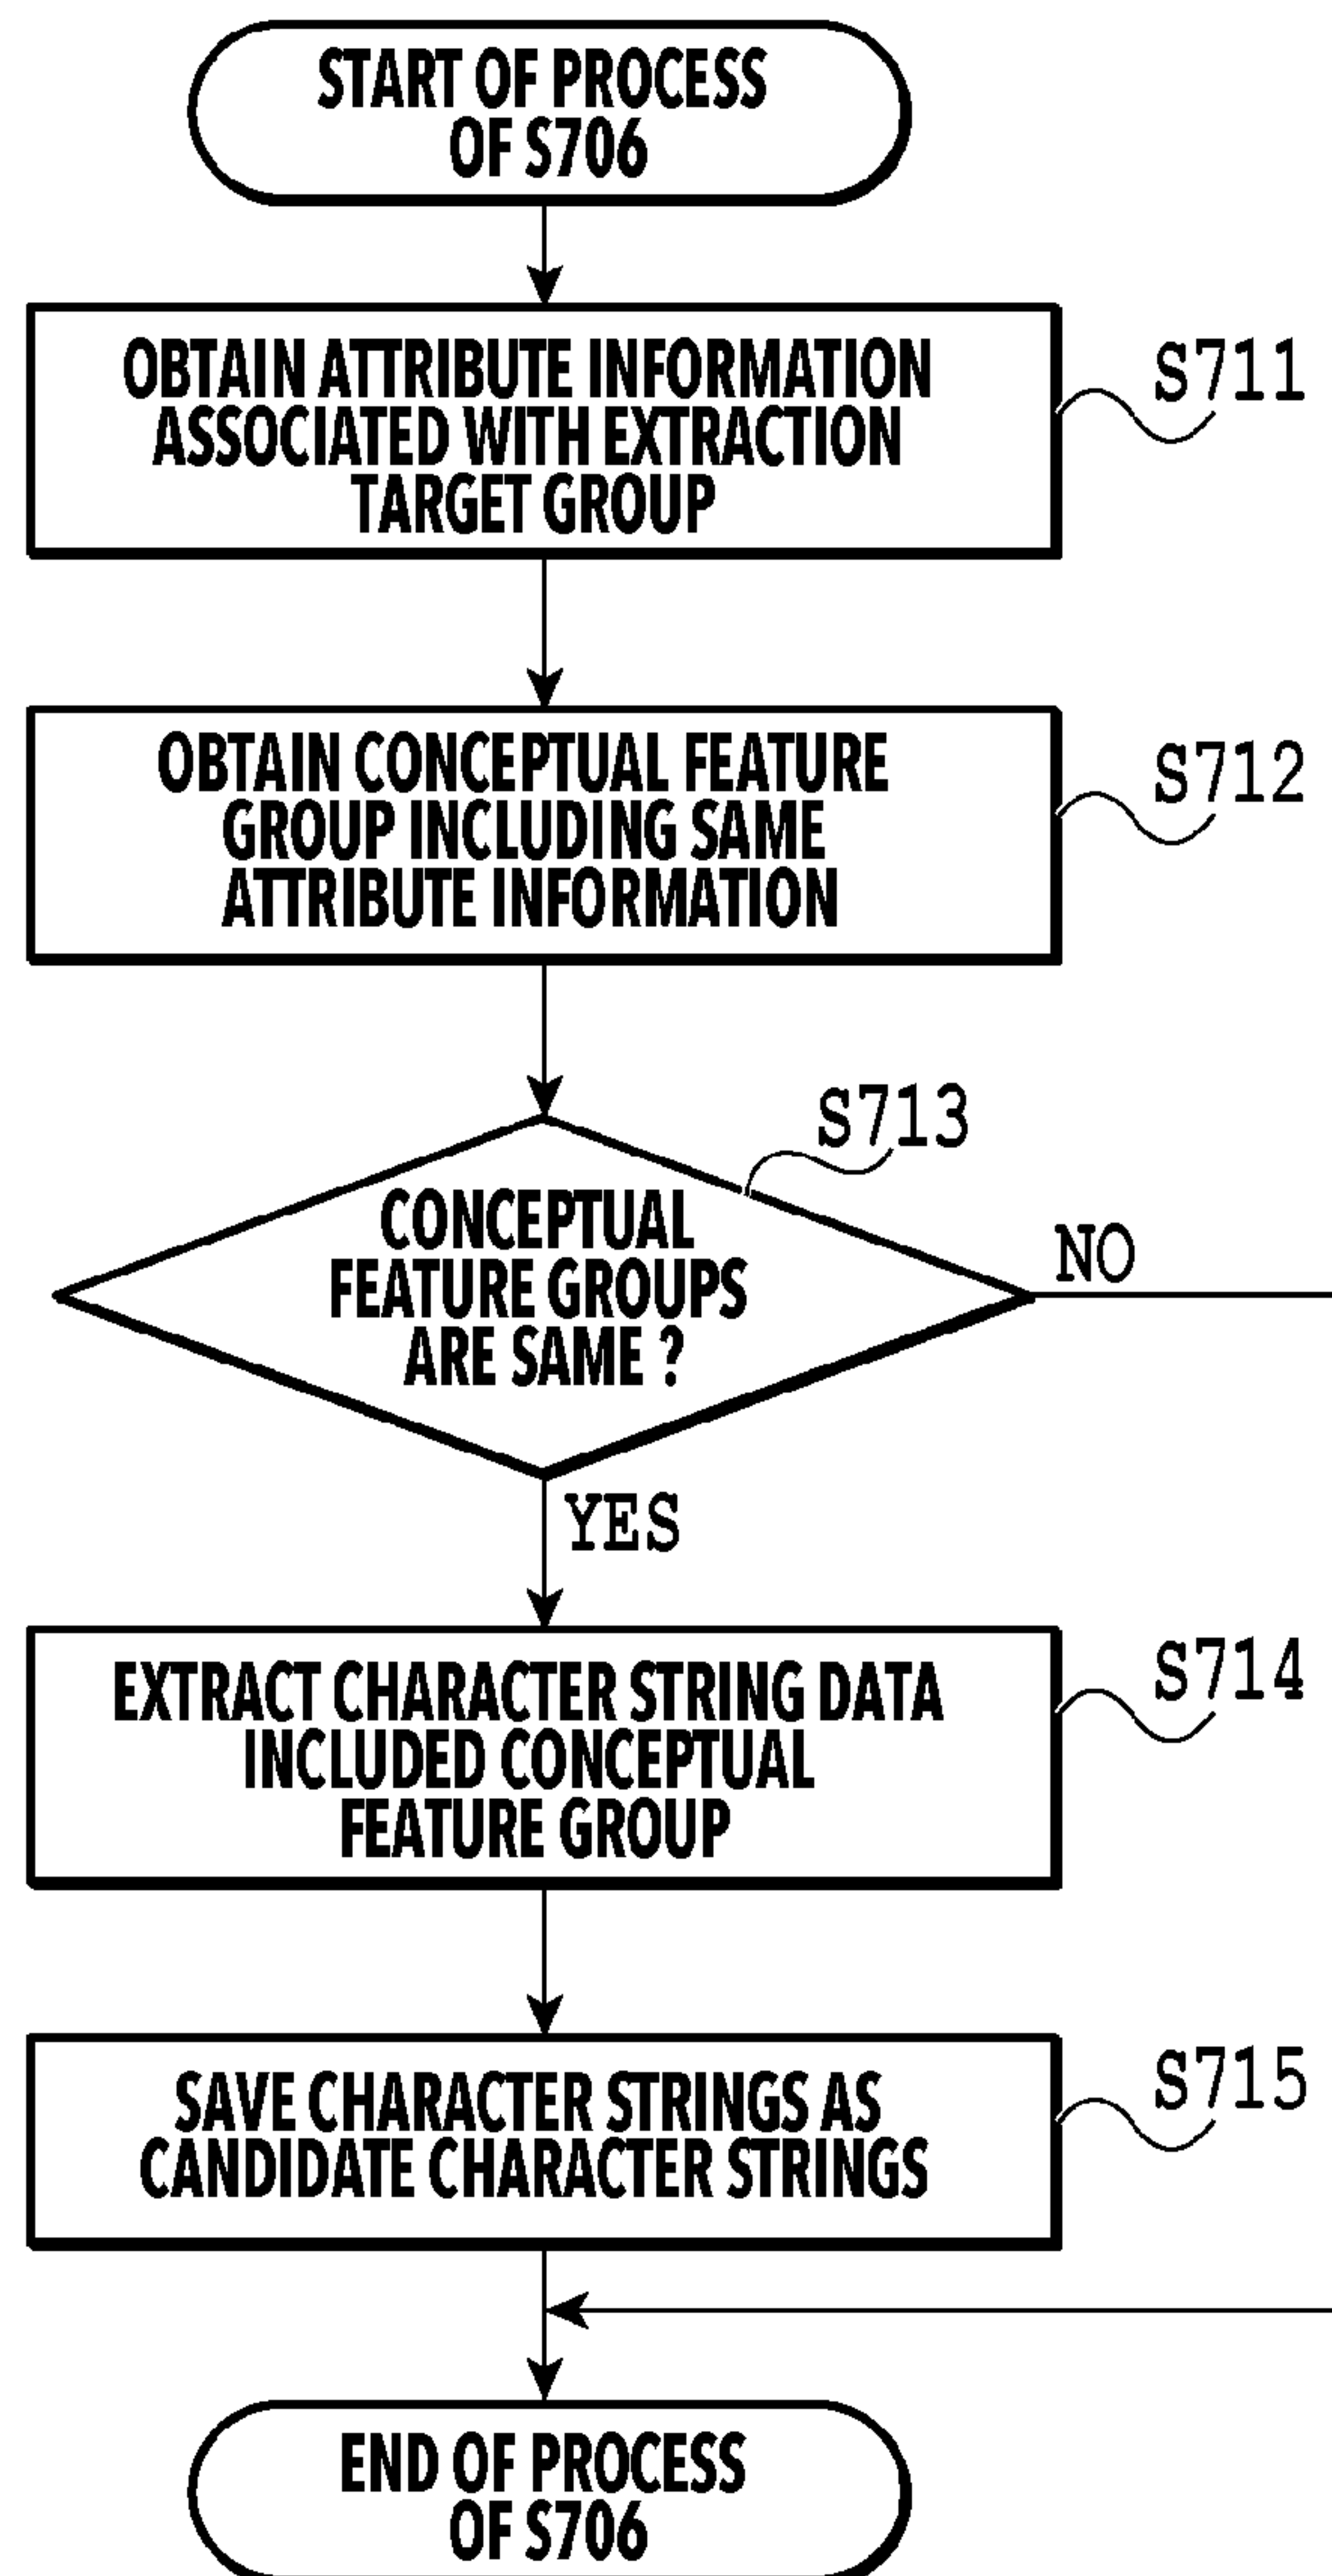 START OF PROCESS
OF S706
OBTAIN ATTRIBUTE INFORMATION
ASSOCIATED WITH EXTRACTION
TARGET GROUP
S711
OBTAIN CONCEPTUAL FEATURE
GROUP INCLUDING SAME
ATTRIBUTE INFORMATION
S712
S713
CONCEPTUAL
FEATURE GROUPS
ARE SAME ?
NO
YES
EXTRACT CHARACTER STRING DATA
INCLUDED CONCEPTUAL
FEATURE GROUP
S714
SAVE CHARACTER STRINGS AS
CANDIDATE CHARACTER STRINGS
S715
END OF PROCESS
OF S706